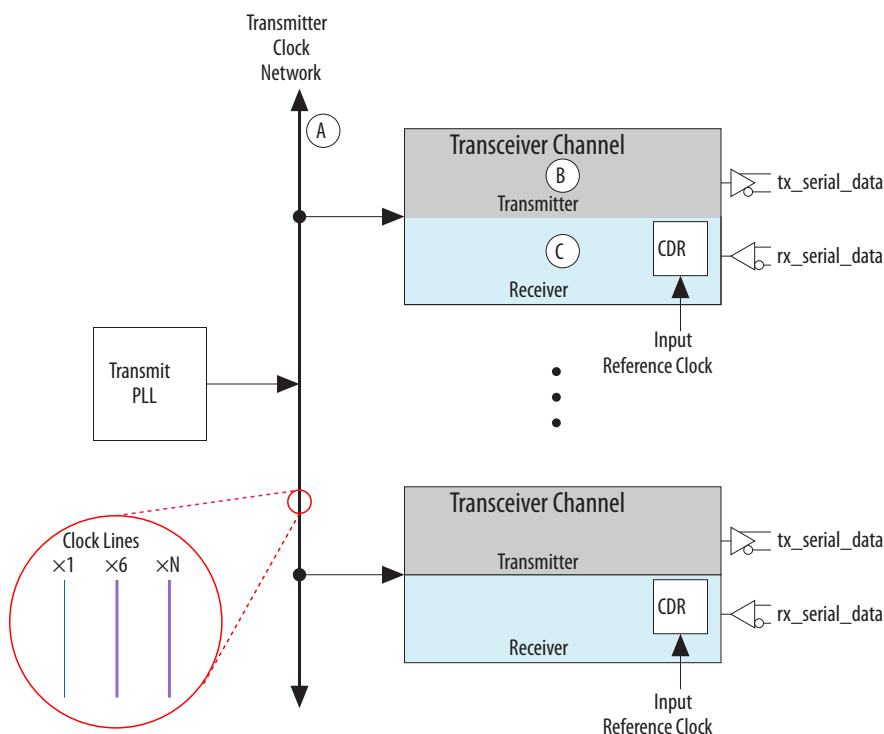 Transmitter
Clock
Network
A
Transceiver Channel
B
Transmitter
tx_serial_data
C
CDR
rx_serial_data
Receiver
Input
Reference Clock
Transmit
PLL
Transceiver Channel
Clock Lines
×1 ×6 ×N
Transmitter
tx_serial_data
CDR
rx_serial_data
Receiver
Input
Reference Clock